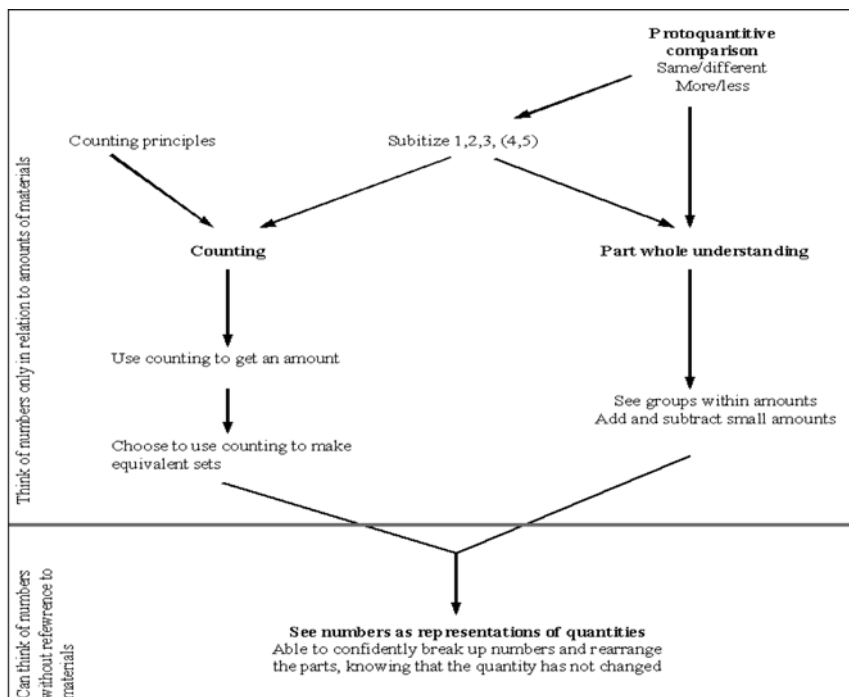 Protoquantitive
comparison
Same/different
More/less
Counting principles
Subitize 1,2,3, (4,5)
Counting
Part whole understanding
Use counting to get an amount
See groups within amounts
Add and subtract small amounts
Choose to use counting to make
equivalent sets
Think of numbers only in relation to amounts of materials
See numbers as representations of quantities
Able to confidently break up numbers and rearrange
the parts, knowing that the quantity has not changed
Can think of numbers
without refewrence to
materials